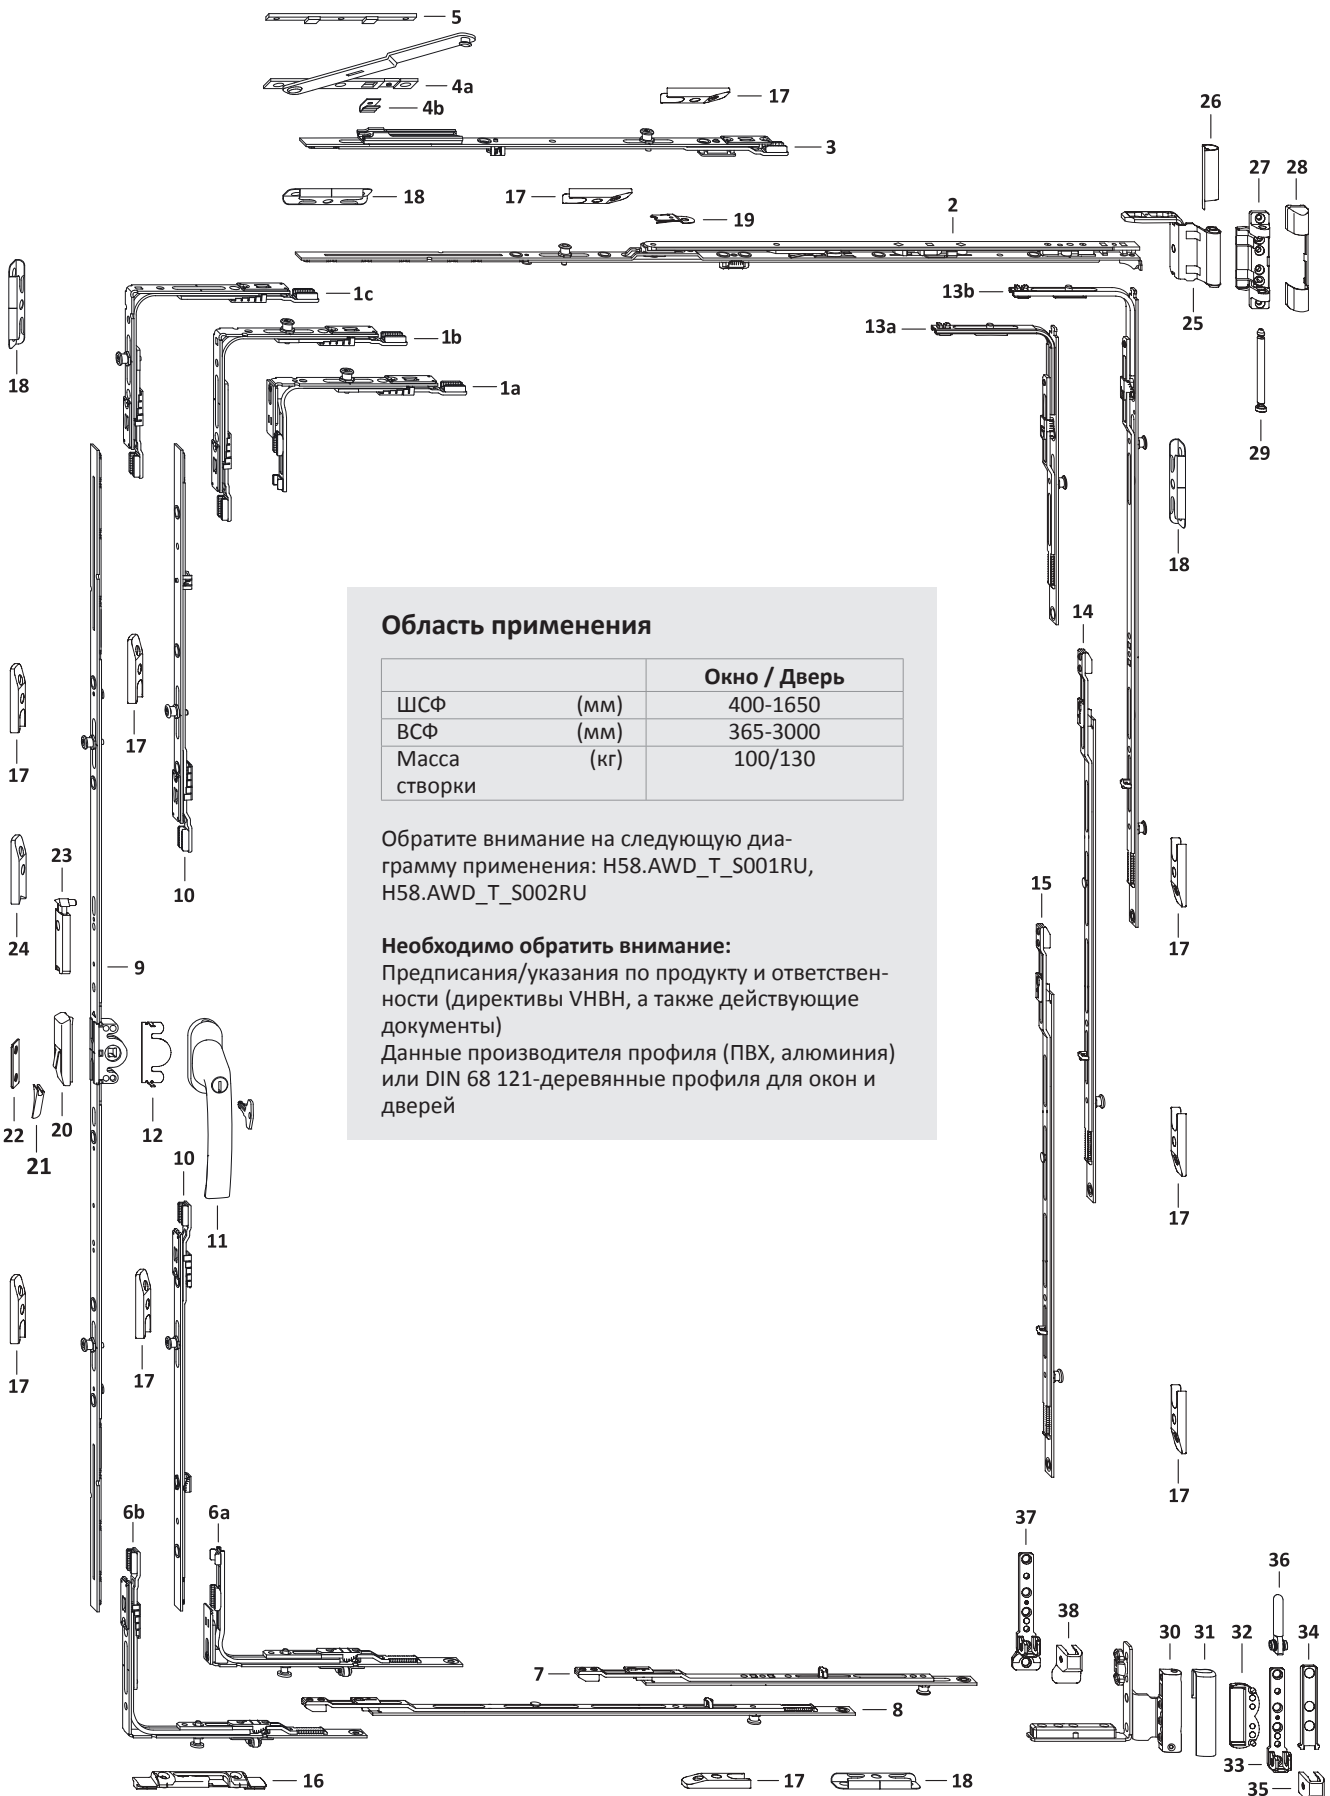 5
4a
4b
17
3
26
27
28
18
17
19
2
1c
13b
25
1b
13a
1a
18
29
18
14
Область применения
Окно / Дверь
ШСФ (мм) 400-1650
ВСФ (мм) 365-3000
Масса (кг) 100/130
створки
Обратите внимание на следующую диа-
грамму применения: H58.AWD_T_S001RU,
H58.AWD_T_S002RU
Необходимо обратить внимание:
Предписания/указания по продукту и ответствен-
ности (директивы VHBH, а также действующие
документы)
Данные производителя профиля (ПВХ, алюминия)
или DIN 68 121-деревянные профиля для окон и
дверей
17
17
23
10
15
24
9
17
22
20
12
21
10
17
11
17
17
17
6b
6a
37
36
38
30
31
32
34
7
8
33
16
17
18
35